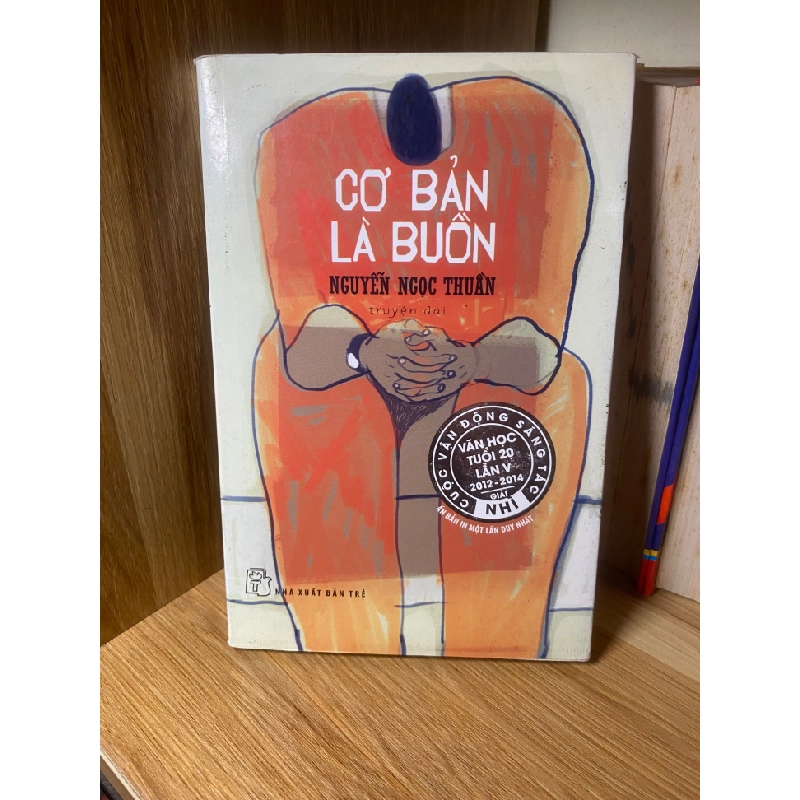 CƠ BẢN
LÀ BUỒN
NGUYỄN NGỌC THUẦN
truyện dài
CUỘC VẬN ĐỘNG SÁNG TÁC
VĂN HỌC
TUỔI 20
LẦN V
2012-2014
GIẢI
NHÌ
ẤN BẢN IN MỘT LẦN DUY NHẤT
T
NHÀ XUẤT BẢN TRẺ